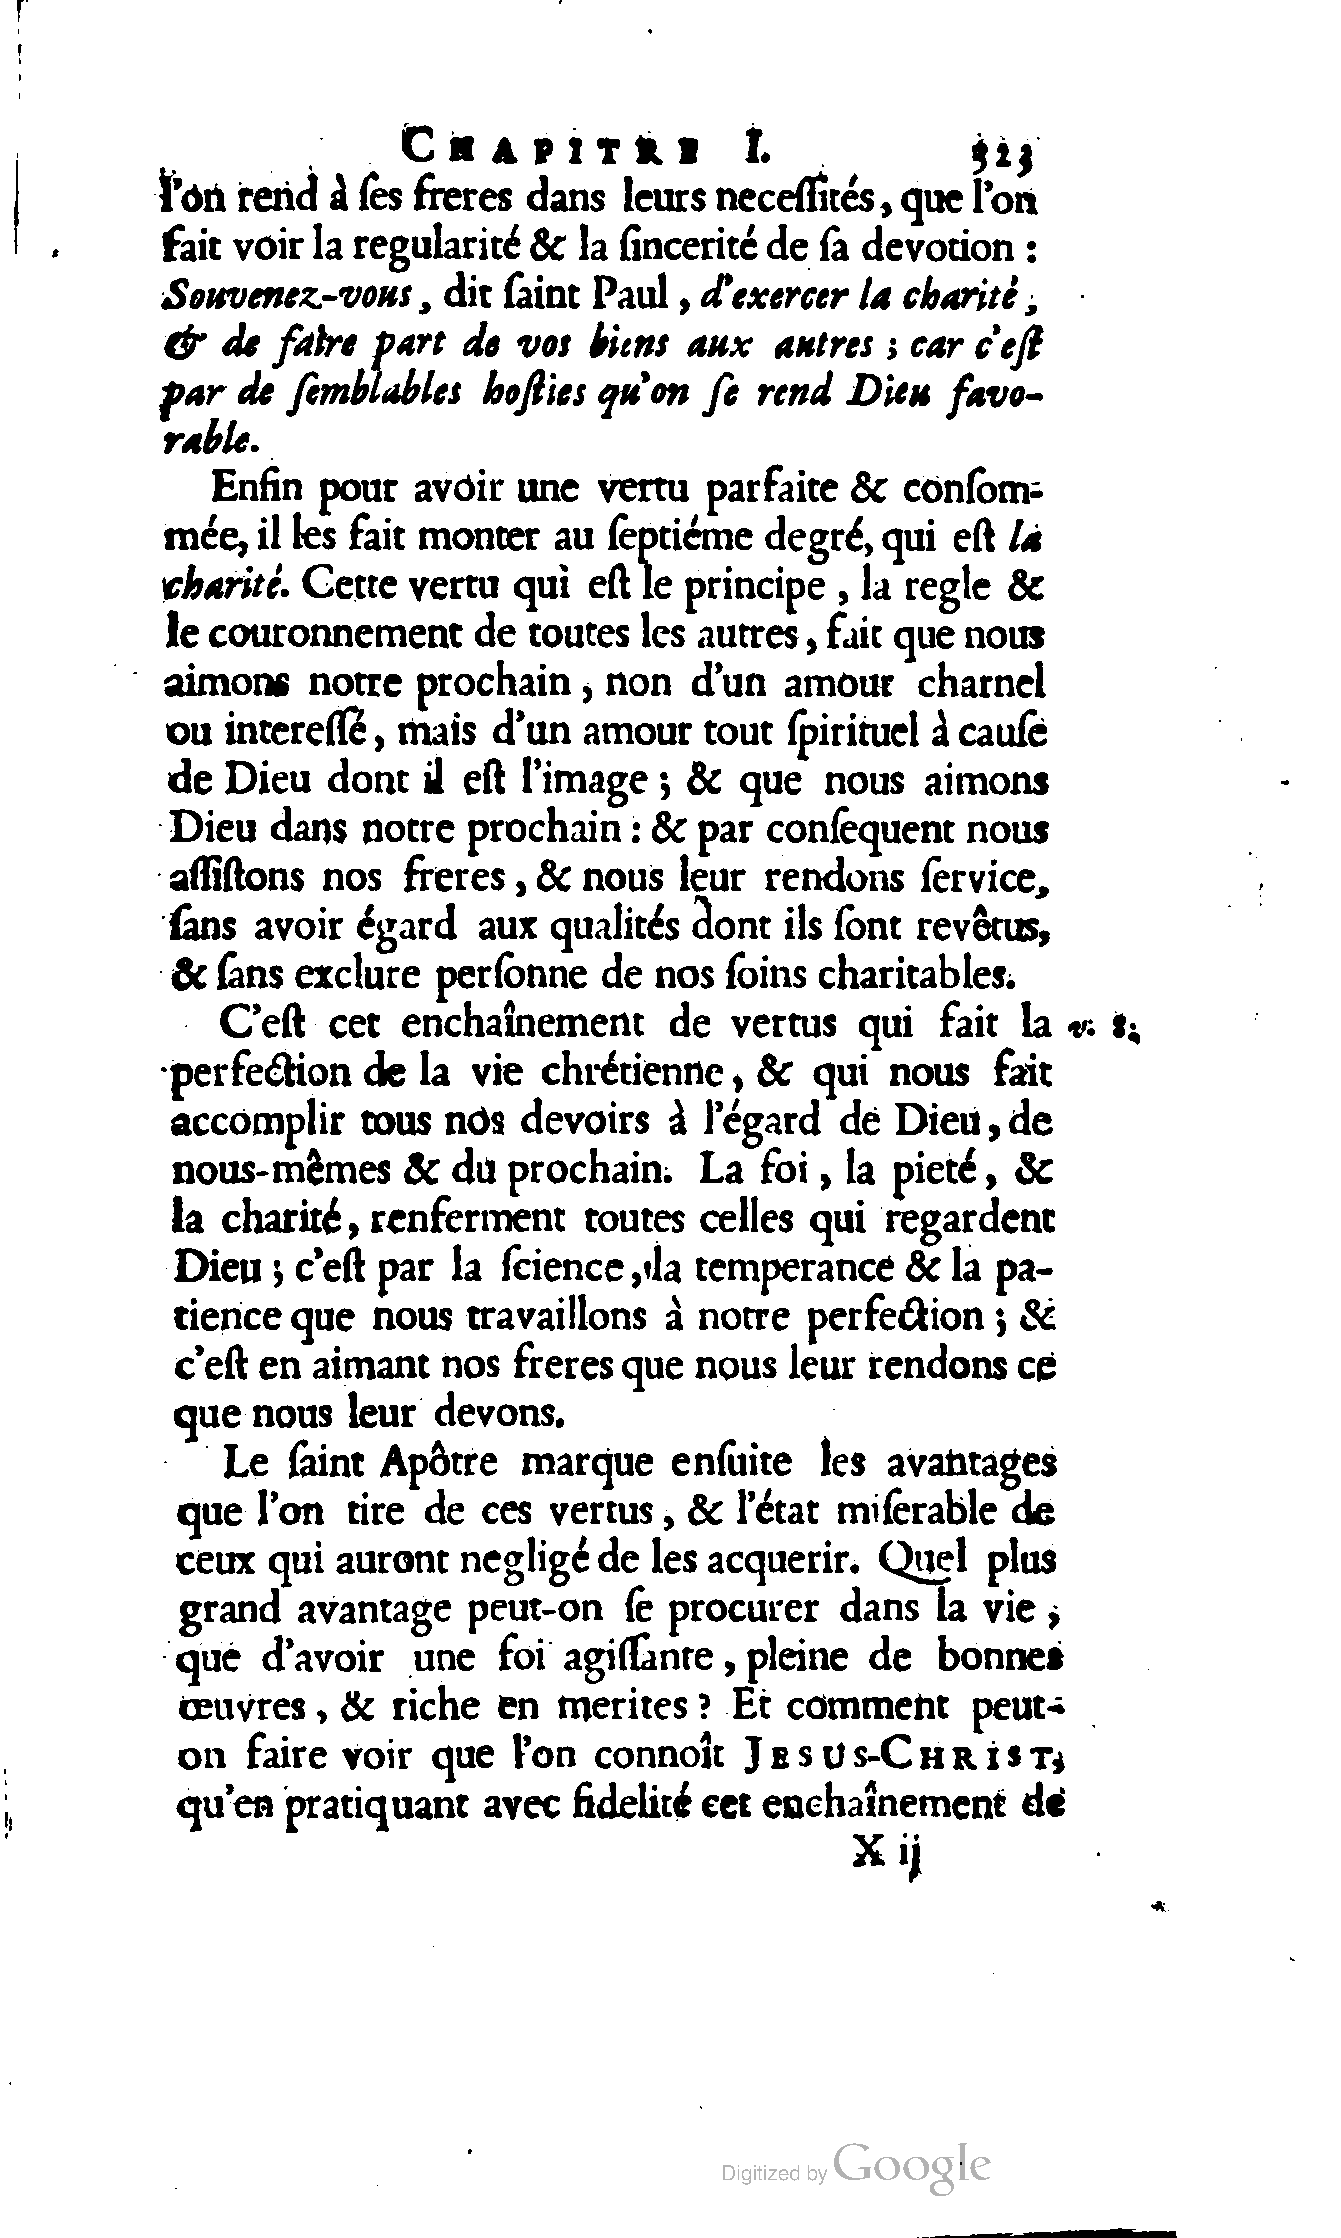 CHAPITRE I. 323
l'on rend à ſes freres dans leurs neceſſités, que l'on
fait voir la regularité & la ſincerité de ſa devotion :
Souvenez-vous, dit ſaint Paul, d'exercer la charité,
& de faire part de vos biens aux autres ; car c'eſt
par de ſemblables hoſties qu'on ſe rend Dieu favo-
rable.
Enfin pour avoir une vertu parfaite & conſom-
mée, il les fait monter au ſeptiéme degré, qui eſt la
charité. Cette vertu qui eſt le principe, la regle &
le couronnement de toutes les autres, fait que nous
aimons notre prochain, non d'un amour charnel
ou intereſſé, mais d'un amour tout ſpirituel à cauſe
de Dieu dont il eſt l'image ; & que nous aimons
Dieu dans notre prochain : & par conſequent nous
aſſiſtons nos freres, & nous leur rendons ſervice,
ſans avoir égard aux qualités dont ils ſont revêtus,
& ſans exclure perſonne de nos ſoins charitables.
C'eſt cet enchaînement de vertus qui fait la v. 8.
perfection de la vie chrétienne, & qui nous fait
accomplir tous nos devoirs à l'égard de Dieu, de
nous-mêmes & du prochain. La foi, la pieté, &
la charité, renferment toutes celles qui regardent
Dieu ; c'eſt par la ſcience, la temperance & la pa-
tience que nous travaillons à notre perfection ; &
c'eſt en aimant nos freres que nous leur rendons ce
que nous leur devons.
Le ſaint Apôtre marque enſuite les avantages
que l'on tire de ces vertus, & l'état miſerable de
ceux qui auront negligé de les acquerir. Quel plus
grand avantage peut-on ſe procurer dans la vie,
que d'avoir une foi agiſſante, pleine de bonnes
œuvres, & riche en merites ? Et comment peut-
on faire voir que l'on connoît JESUS-CHRIST,
qu'en pratiquant avec fidelité cet enchaînement de
X ij
Digitized by Google